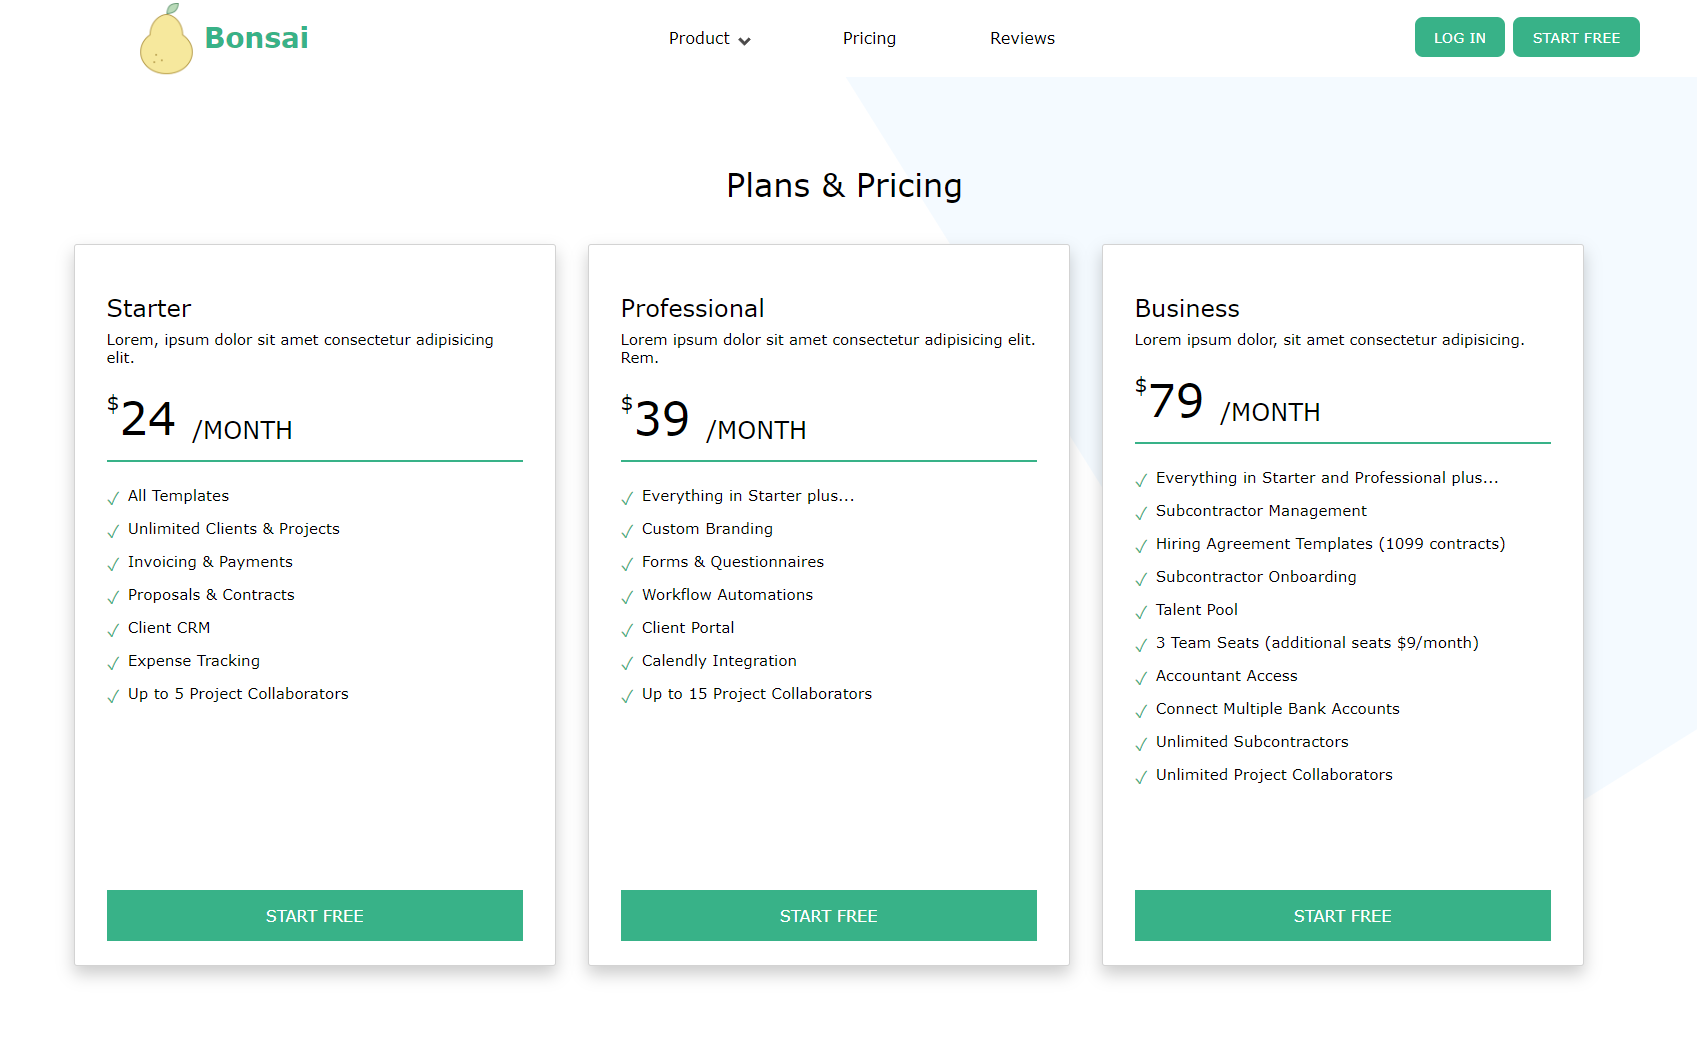 Bonsai
Product
Pricing
Reviews
LOG IN
START FREE
Plans & Pricing
Starter
Lorem, ipsum dolor sit amet consectetur adipisicing
elit.
$24 /MONTH
All Templates
Unlimited Clients & Projects
Invoicing & Payments
Proposals & Contracts
Client CRM
Expense Tracking
Up to 5 Project Collaborators
START FREE
Professional
Lorem ipsum dolor sit amet consectetur adipisicing elit.
Rem.
$39 /MONTH
Everything in Starter plus...
Custom Branding
Forms & Questionnaires
Workflow Automations
Client Portal
Calendly Integration
Up to 15 Project Collaborators
START FREE
Business
Lorem ipsum dolor, sit amet consectetur adipisicing.
$79 /MONTH
Everything in Starter and Professional plus...
Subcontractor Management
Hiring Agreement Templates (1099 contracts)
Subcontractor Onboarding
Talent Pool
3 Team Seats (additional seats $9/month)
Accountant Access
Connect Multiple Bank Accounts
Unlimited Subcontractors
Unlimited Project Collaborators
START FREE